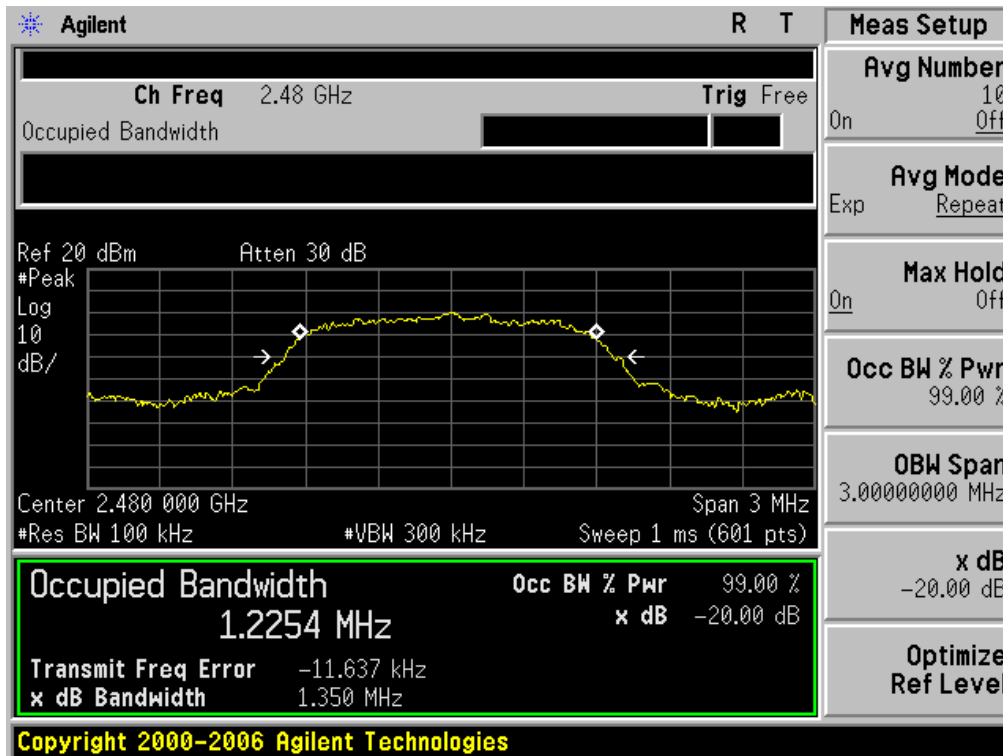 Agilent R T
Ch Freq 2.48 GHz Trig Free
Occupied Bandwidth
Ref 20 dBm Atten 30 dB
#Peak
Log
10
dB/
Center 2.480 000 GHz Span 3 MHz
#Res BW 100 kHz #VBW 300 kHz Sweep 1 ms (601 pts)
Occupied Bandwidth
1.2254 MHz
Occ BW % Pwr 99.00 %
x dB -20.00 dB
Transmit Freq Error -11.637 kHz
x dB Bandwidth 1.350 MHz
Copyright 2000-2006 Agilent Technologies
Meas Setup
Avg Number
10
On Off
Avg Mode
Exp Repeat
Max Hold
On Off
Occ BW % Pwr
99.00 %
OBW Span
3.00000000 MHz
x dB
-20.00 dB
Optimize
Ref Level